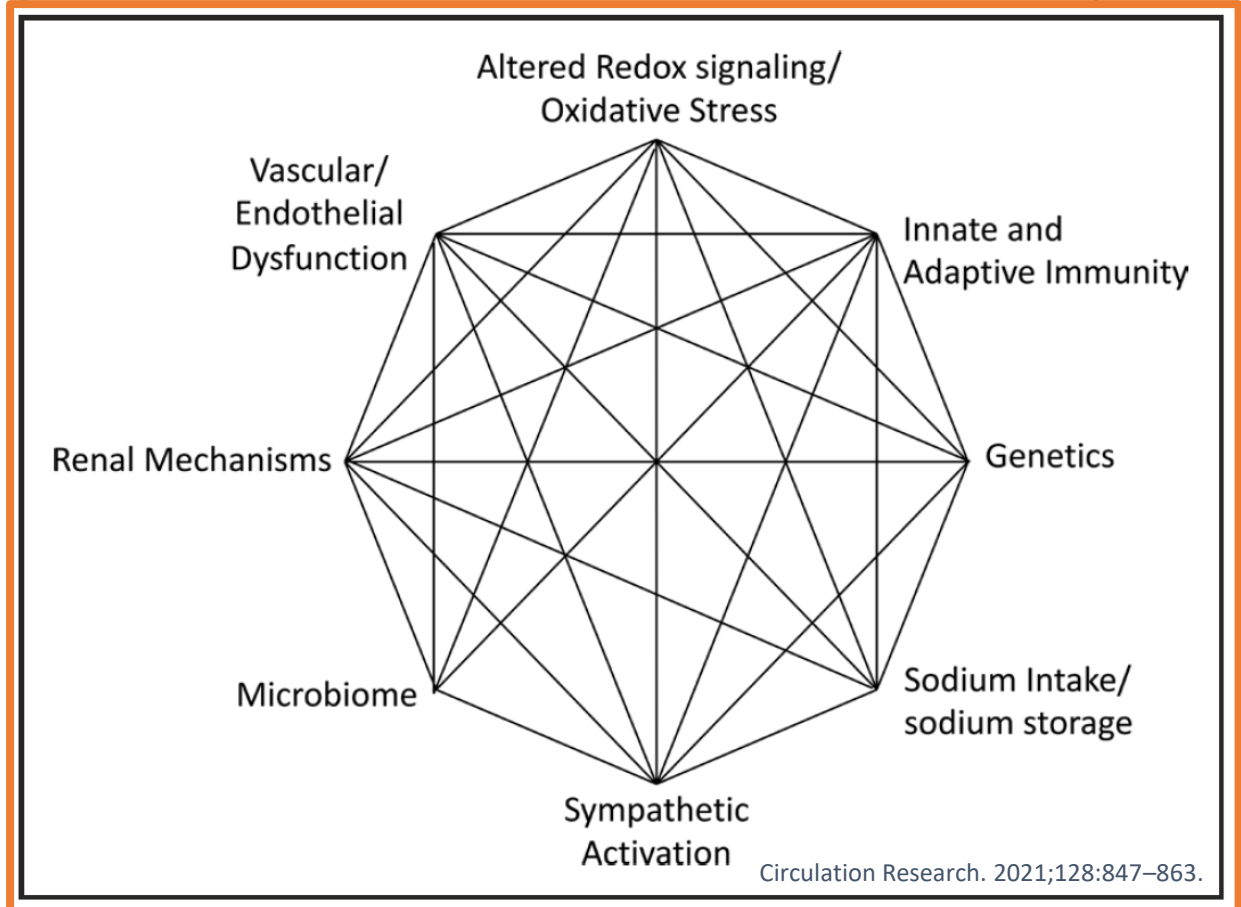 Altered Redox signaling/
Oxidative Stress
Vascular/
Endothelial
Dysfunction
Innate and
Adaptive Immunity
Renal Mechanisms
Genetics
Microbiome
Sodium Intake/
sodium storage
Sympathetic
Activation
Circulation Research. 2021;128:847–863.